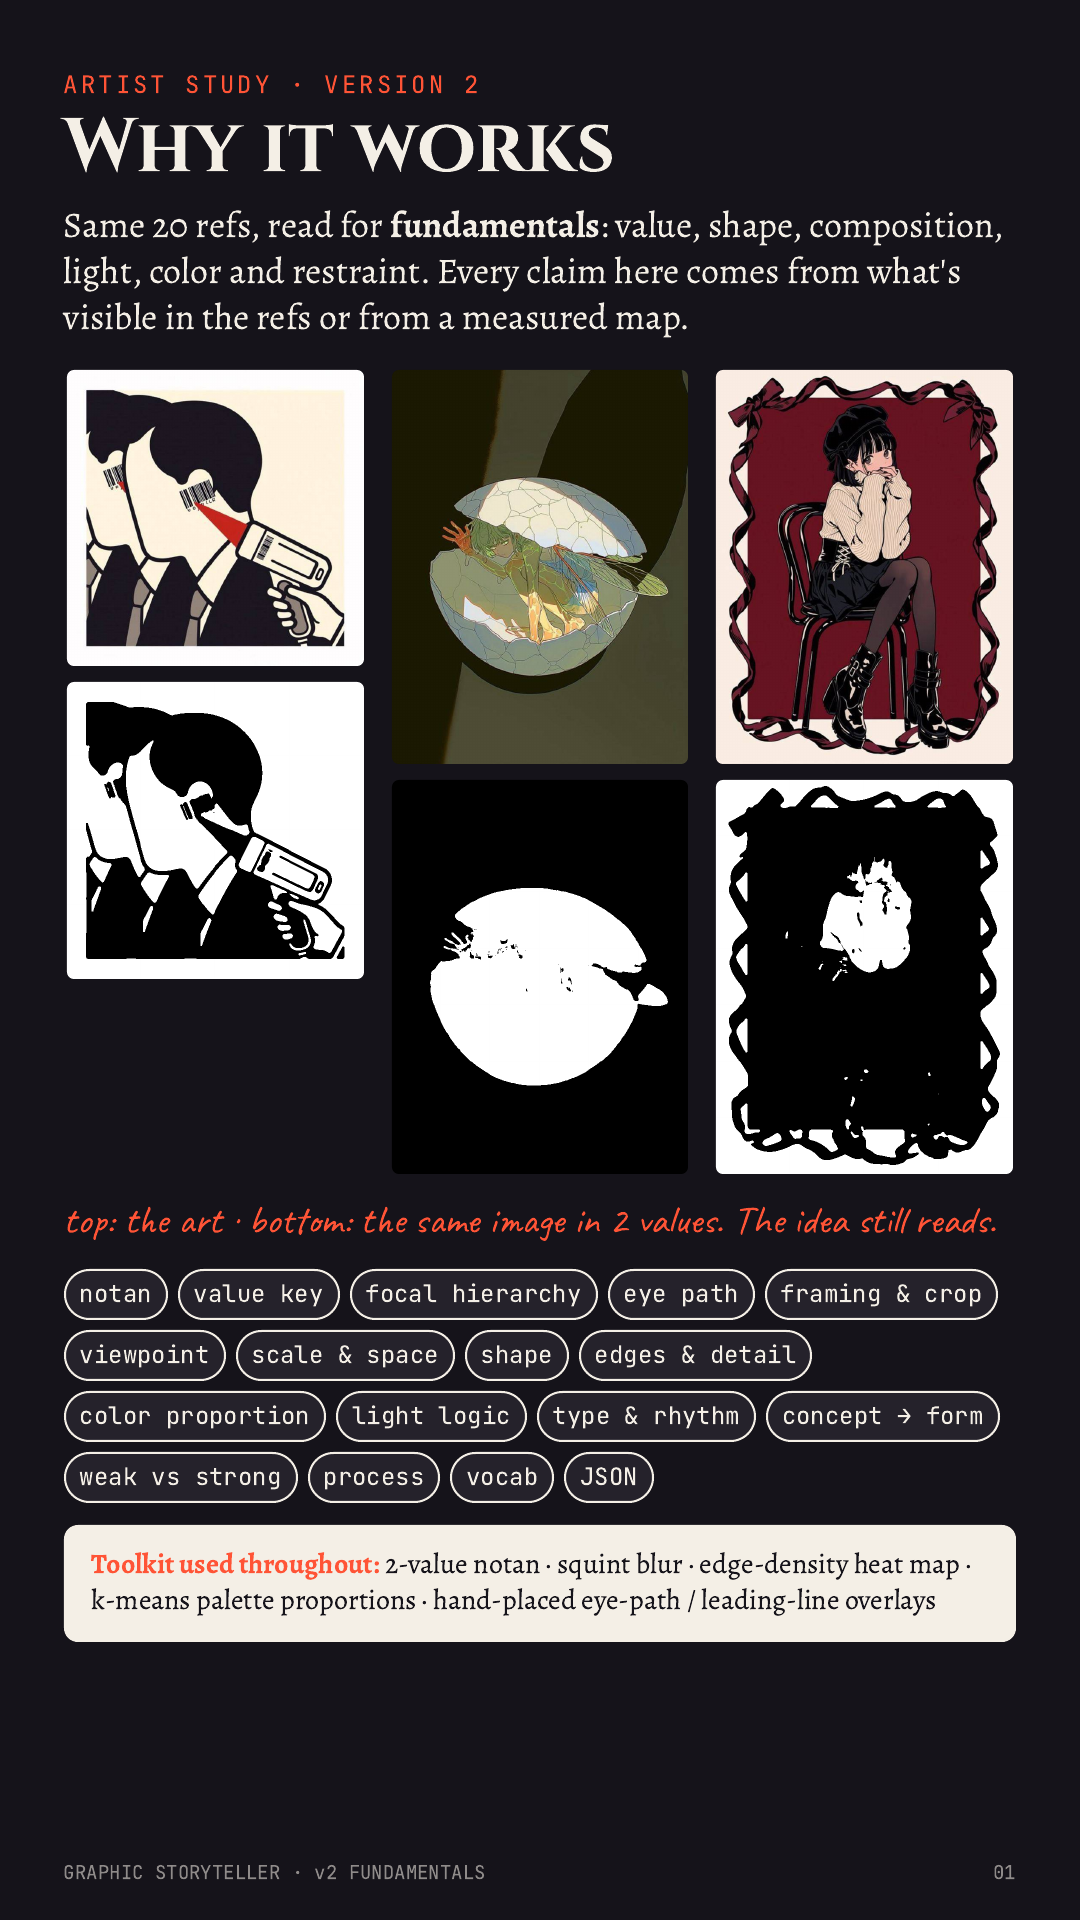 ARTIST STUDY · VERSION 2
WHY IT WORKS
Same 20 refs, read for fundamentals: value, shape, composition,
light, color and restraint. Every claim here comes from what's
visible in the refs or from a measured map.
top: the art · bottom: the same image in 2 values. The idea still reads.
notan value key focal hierarchy eye path framing & crop
viewpoint scale & space shape edges & detail
color proportion light logic type & rhythm concept → form
weak vs strong process vocab JSON
Toolkit used throughout: 2-value notan · squint blur · edge-density heat map ·
k-means palette proportions · hand-placed eye-path / leading-line overlays
GRAPHIC STORYTELLER · v2 FUNDAMENTALS 01